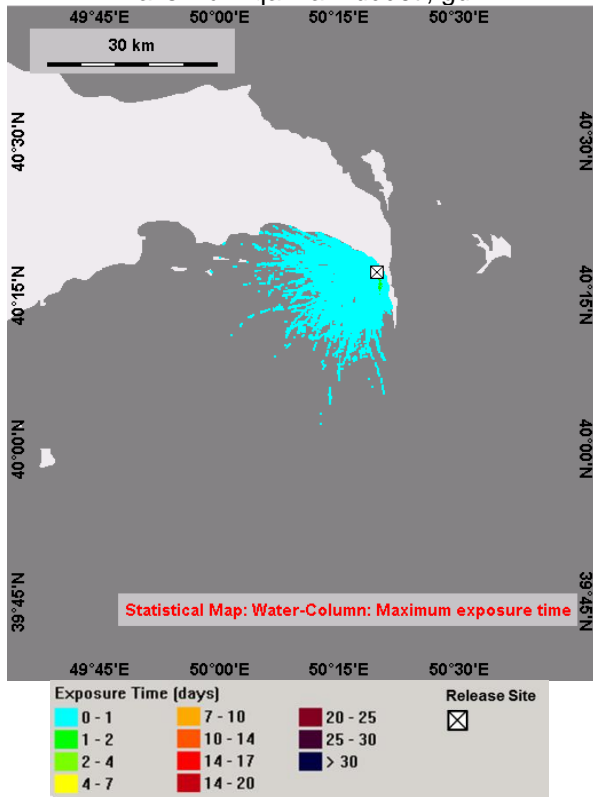 49°45'E 50°00'E 50°15'E 50°30'E
30 km
40°30'N 40°30'N
40°15'N 40°15'N
40°00'N 40°00'N
39°45'N 39°45'N
Statistical Map: Water-Column: Maximum exposure time
49°45'E 50°00'E 50°15'E 50°30'E
Exposure Time (days)
Release Site
0 - 1 7 - 10 20 - 25
1 - 2 10 - 14 25 - 30
2 - 4 14 - 17 > 30
4 - 7 14 - 20